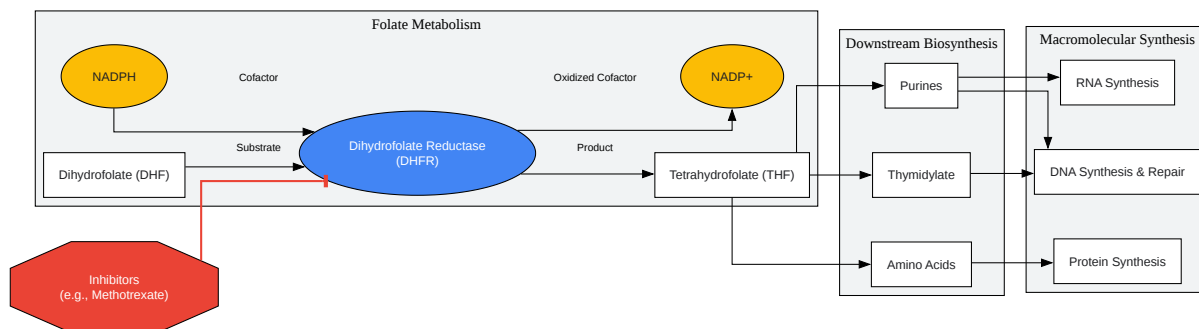 Folate Metabolism
Downstream Biosynthesis
Macromolecular Synthesis
NADPH
Cofactor
Oxidized Cofactor
NADP+
Purines
RNA Synthesis
Substrate
Dihydrofolate Reductase
(DHFR)
Product
Dihydrofolate (DHF)
Tetrahydrofolate (THF)
Thymidylate
DNA Synthesis & Repair
Amino Acids
Protein Synthesis
Inhibitors
(e.g., Methotrexate)